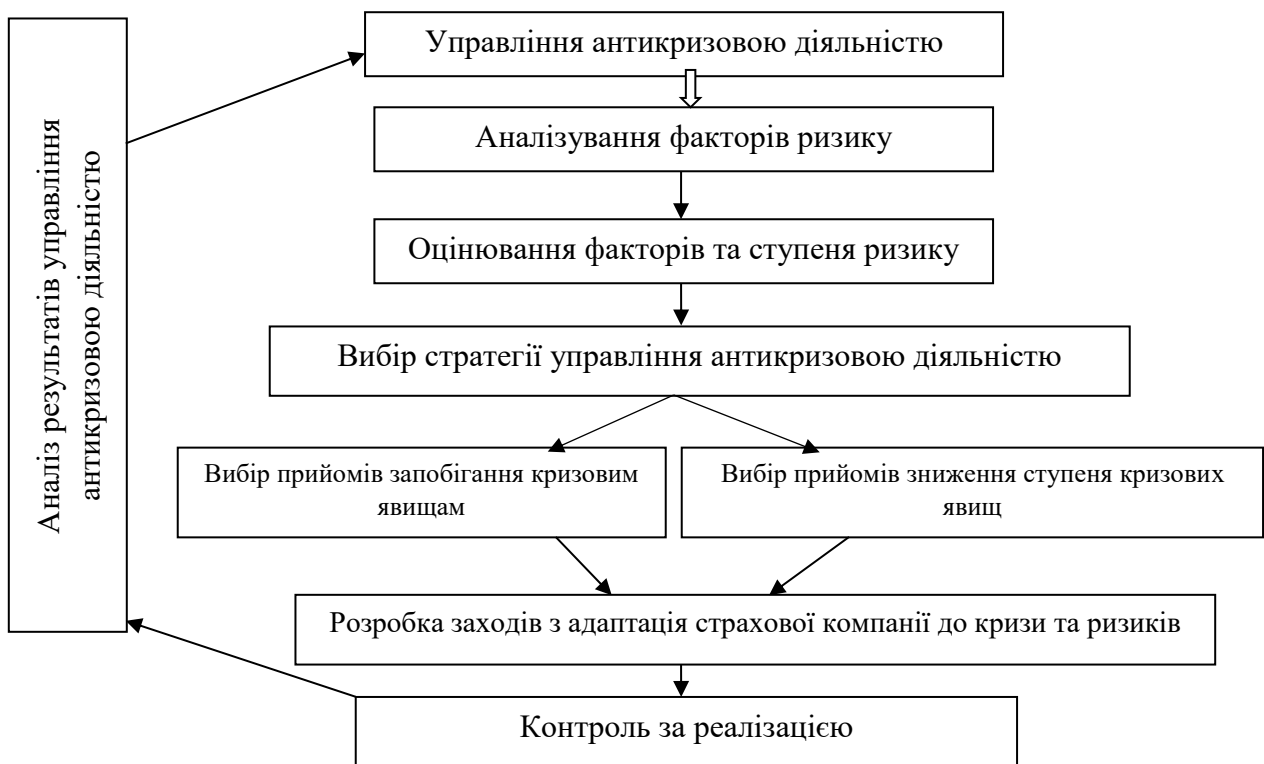 Аналіз результатів управління
антикризовою діяльністю
Управління антикризовою діяльністю
Аналізування факторів ризику
Оцінювання факторів та ступеня ризику
Вибір стратегії управління антикризовою діяльністю
Вибір прийомів запобігання кризовим
явищам
Вибір прийомів зниження ступеня кризових
явищ
Розробка заходів з адаптація страхової компанії до кризи та ризиків
Контроль за реалізацією